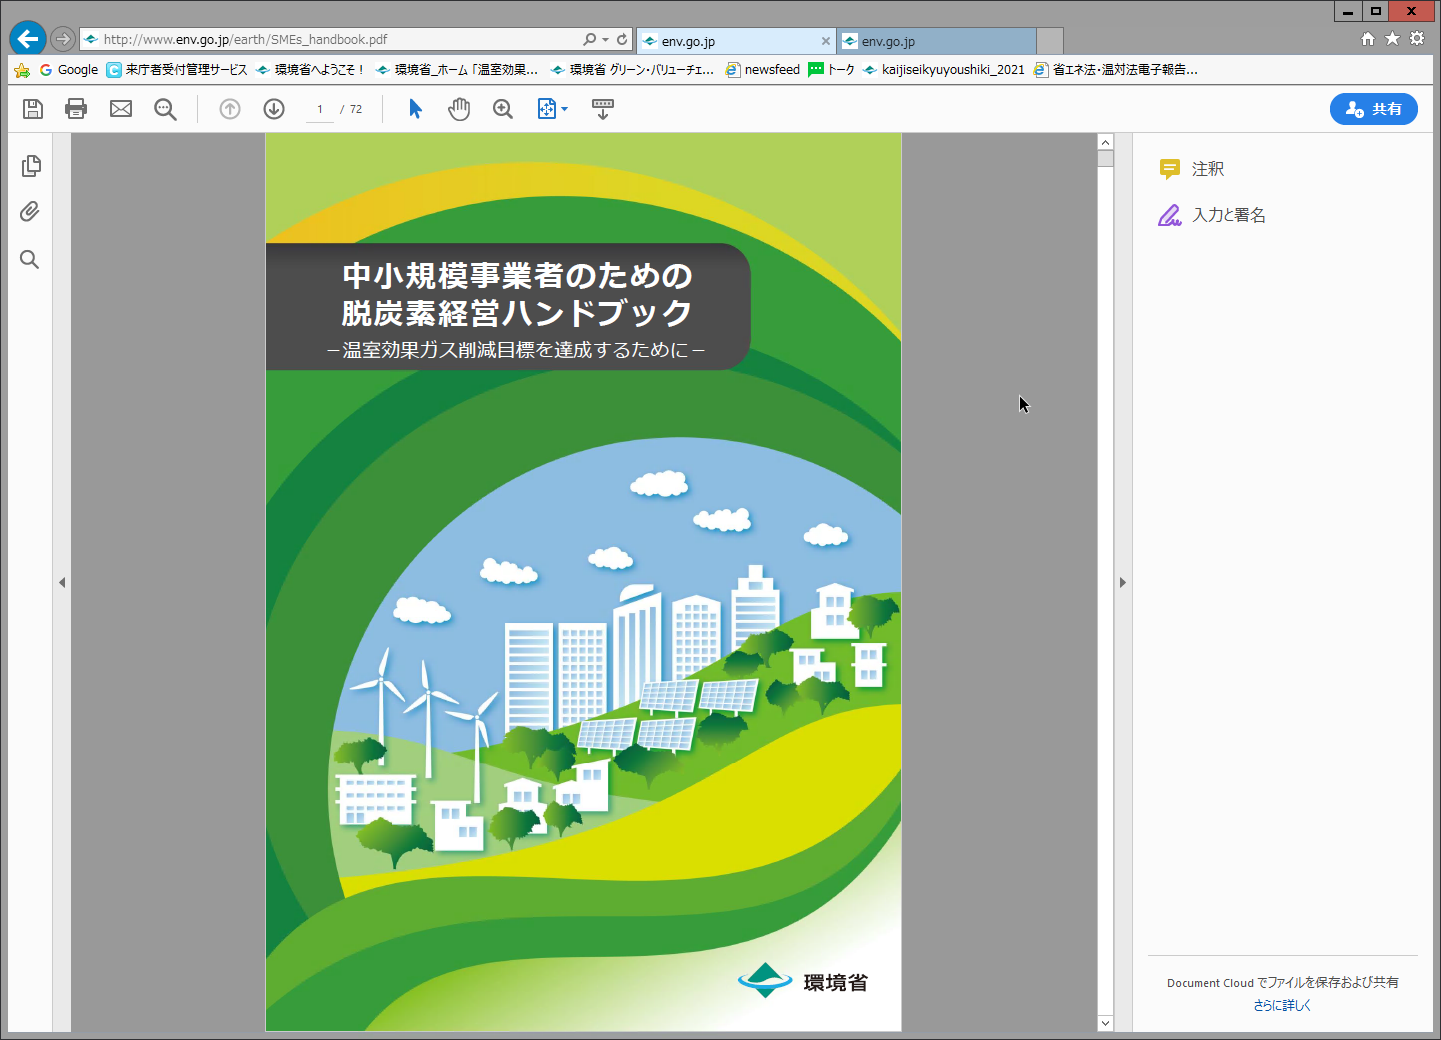 http://www.env.go.jp/earth/SMEs_handbook.pdf
env.go.jp
env.go.jp
Google 来庁者受付管理サービス 環境省へようこそ！ 環境省_ホーム「温室効果... 環境省 グリーン・バリューチェ... newsfeed トーク kaijiseikyuyoushiki_2021 省エネ法・温対法電子報告...
1 / 72
共有
注釈
入力と署名
中小規模事業者のための
脱炭素経営ハンドブック
－温室効果ガス削減目標を達成するために－
環境省
Document Cloud でファイルを保存および共有
さらに詳しく